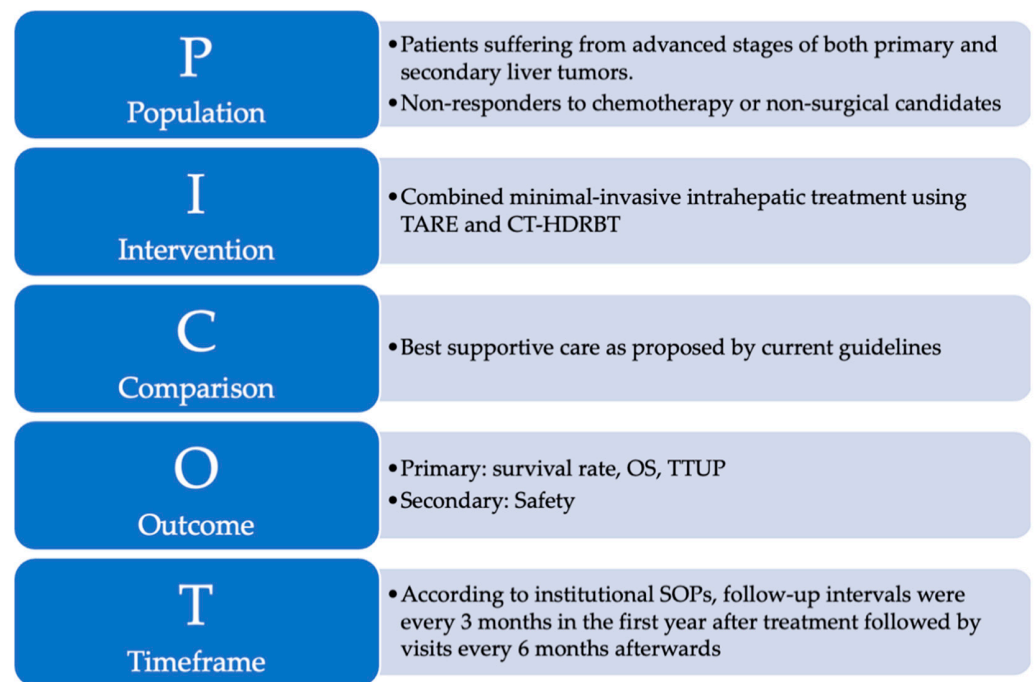 P
Population
•Patients suffering from advanced stages of both primary and
secondary liver tumors.
•Non-responders to chemotherapy or non-surgical candidates
I
Intervention
•Combined minimal-invasive intrahepatic treatment using
TARE and CT-HDRBT
C
Comparison
•Best supportive care as proposed by current guidelines
O
Outcome
•Primary: survival rate, OS, TTUP
•Secondary: Safety
T
Timeframe
•According to institutional SOPs, follow-up intervals were
every 3 months in the first year after treatment followed by
visits every 6 months afterwards